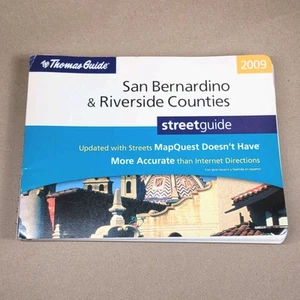 the Thomas Guide®
2009
San Bernardino
& Riverside Counties
streetguide
Updated with Streets MapQuest Doesn't Have
More Accurate than Internet Directions